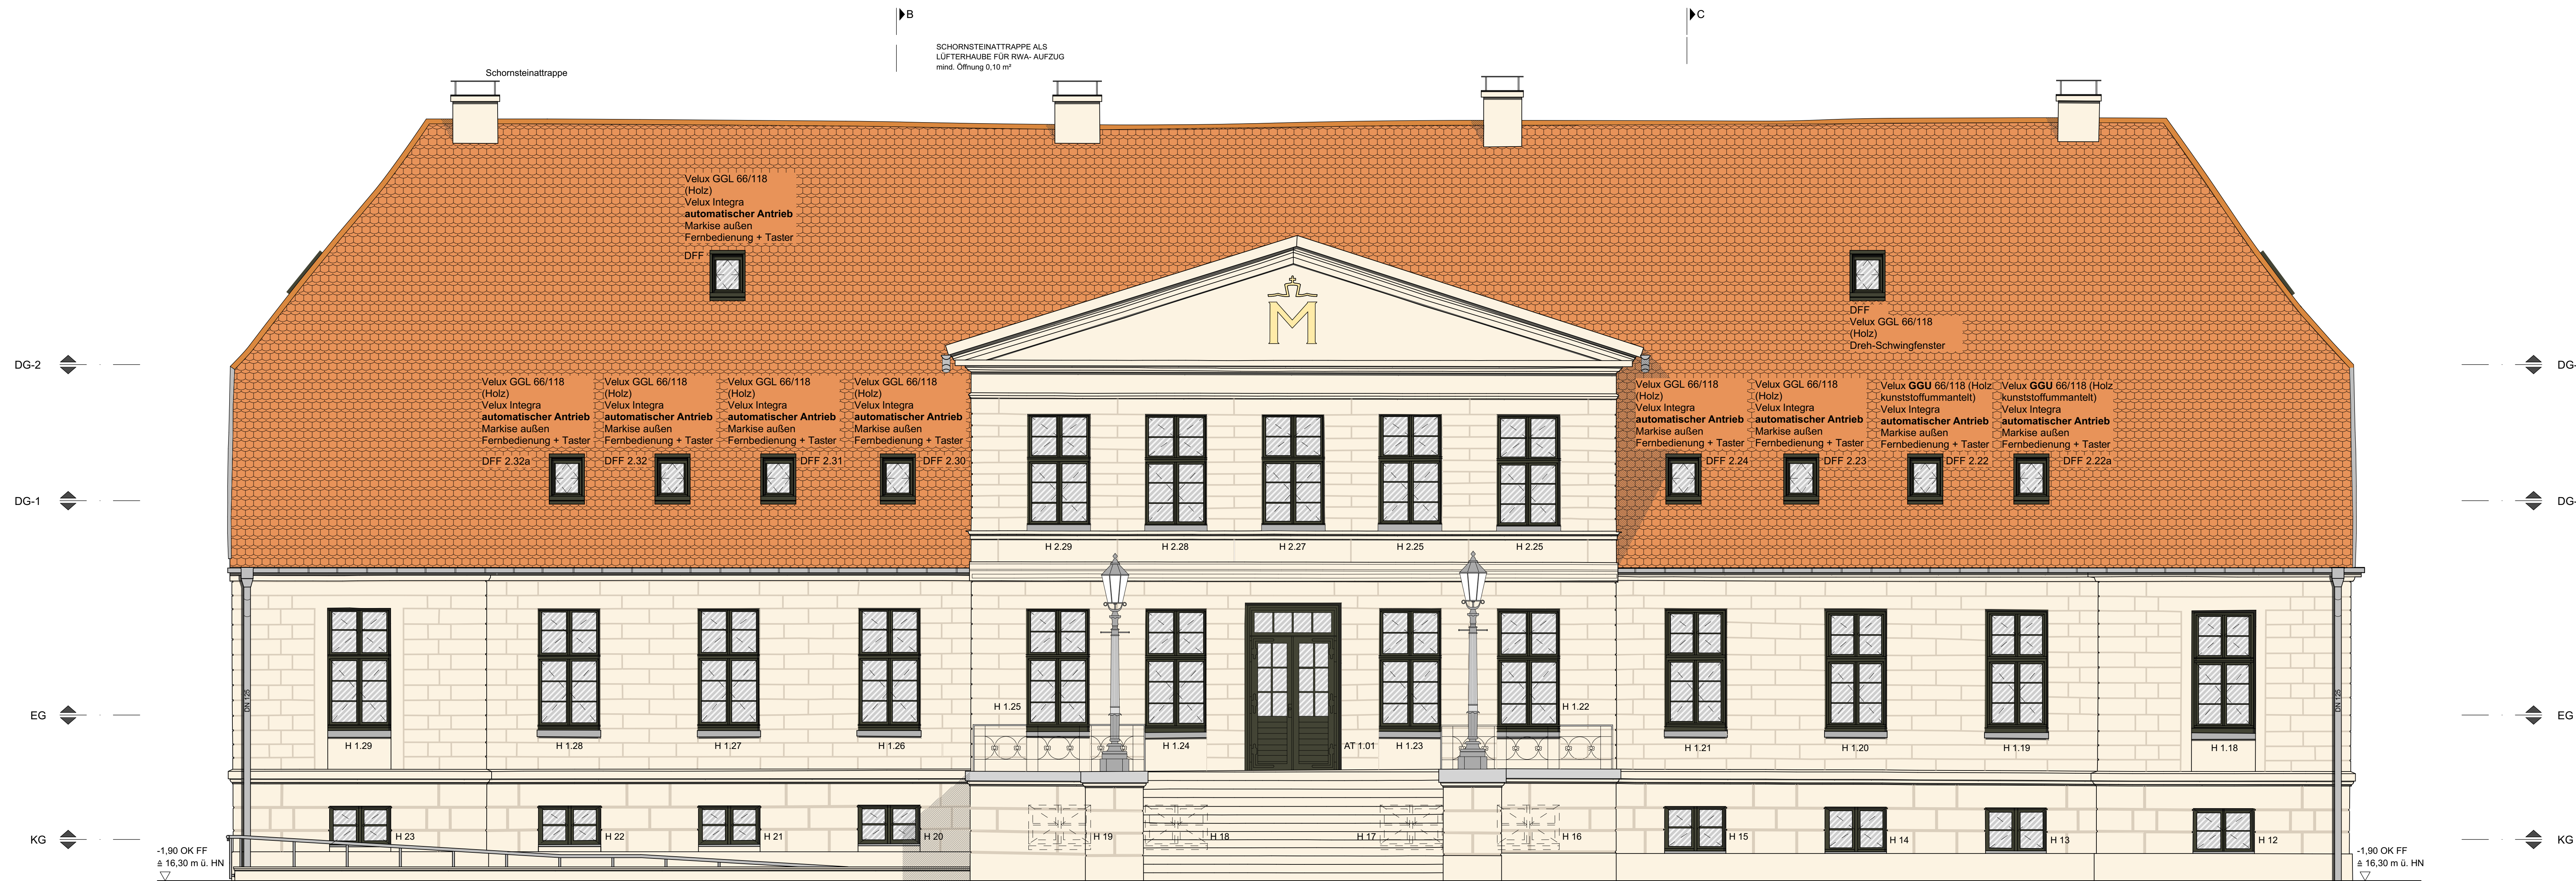 B
C
SCHORNSTEINATTRAPPE ALS
LÜFTERHAUBE FÜR RWA- AUFZUG
mind. Öffnung 0,10 m²
Schornsteinattrappe
Velux GGL 66/118
(Holz)
Velux Integra
automatischer Antrieb
Markise außen
Fernbedienung + Taster
DFF
M
DFF
Velux GGL 66/118
(Holz)
Dreh-Schwingfenster
DG-2
DG-
Velux GGL 66/118
(Holz)
Velux Integra
automatischer Antrieb
Markise außen
Fernbedienung + Taster
DFF 2.32a
Velux GGL 66/118
(Holz)
Velux Integra
automatischer Antrieb
Markise außen
Fernbedienung + Taster
DFF 2.32
Velux GGL 66/118
(Holz)
Velux Integra
automatischer Antrieb
Markise außen
Fernbedienung + Taster
DFF 2.31
Velux GGL 66/118
(Holz)
Velux Integra
automatischer Antrieb
Markise außen
Fernbedienung + Taster
DFF 2.30
Velux GGL 66/118
(Holz)
Velux Integra
automatischer Antrieb
Markise außen
Fernbedienung + Taster
DFF 2.24
Velux GGL 66/118
(Holz)
Velux Integra
automatischer Antrieb
Markise außen
Fernbedienung + Taster
DFF 2.23
Velux GGU 66/118 (Holz
kunststoffummantelt)
Velux Integra
automatischer Antrieb
Markise außen
Fernbedienung + Taster
DFF 2.22
Velux GGU 66/118 (Holz
kunststoffummantelt)
Velux Integra
automatischer Antrieb
Markise außen
Fernbedienung + Taster
DFF 2.22a
DG-1
DG-
H 2.29
H 2.28
H 2.27
H 2.25
H 2.25
DN 125
DN 125
EG
EG
H 1.25
H 1.22
H 1.29
H 1.28
H 1.27
H 1.26
H 1.24
AT 1.01
H 1.23
H 1.21
H 1.20
H 1.19
H 1.18
KG
KG
H 23
H 22
H 21
H 20
H 19
H 18
H 17
H 16
H 15
H 14
H 13
H 12
-1,90 OK FF
≙ 16,30 m ü. HN
-1,90 OK FF
≙ 16,30 m ü. HN